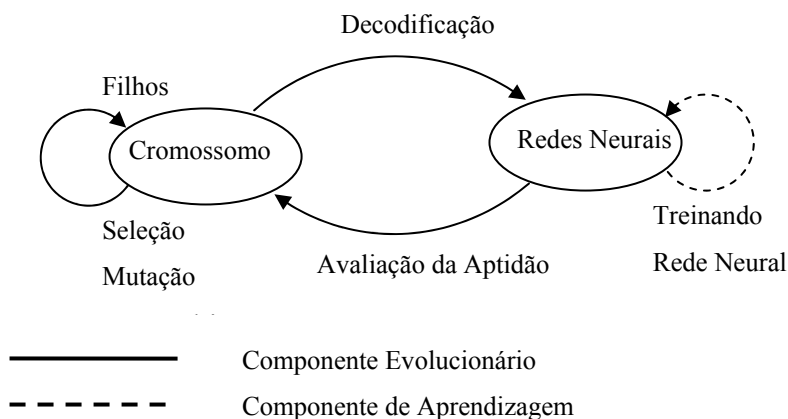 Decodificação
Filhos
Cromossomo
Redes Neurais
Seleção
Mutação
Avaliação da Aptidão
Treinando
Rede Neural
Componente Evolucionário
Componente de Aprendizagem